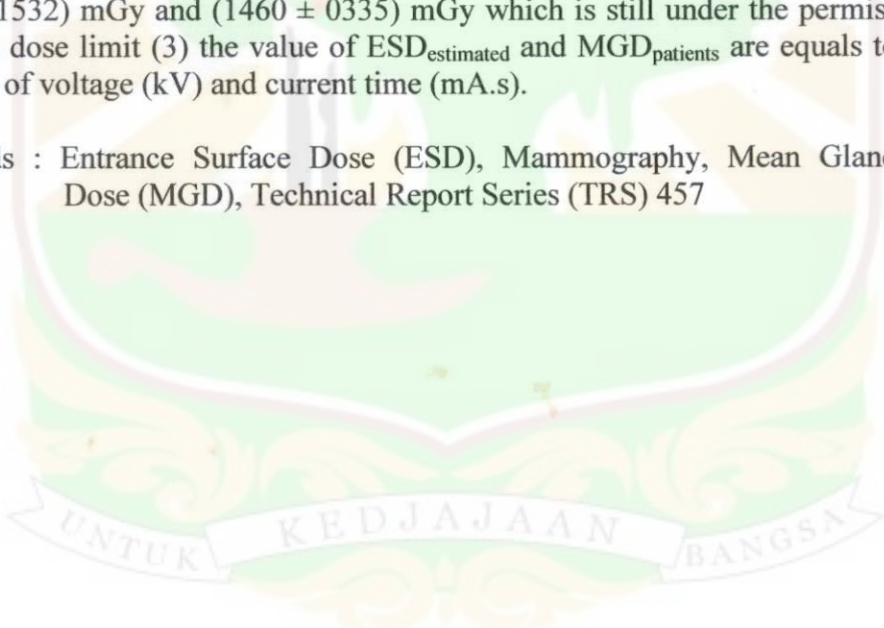 1532) mGy and (1460 ± 0335) mGy which is still under the permis
dose limit (3) the value of ESDestimated and MGDpatients are equals t
of voltage (kV) and current time (mA.s).
s : Entrance Surface Dose (ESD), Mammography, Mean Glan
Dose (MGD), Technical Report Series (TRS) 457
UNTUK KEDJAJAAN BANGSA